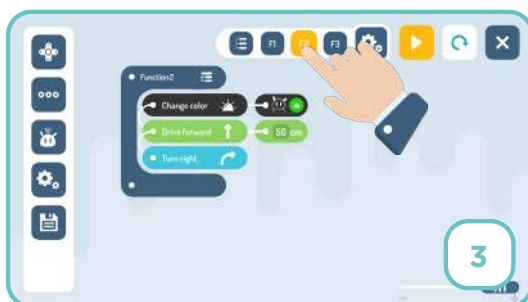 F1 F2 F3
Function2
Change color
Drive forward 50 cm
Turn right
3